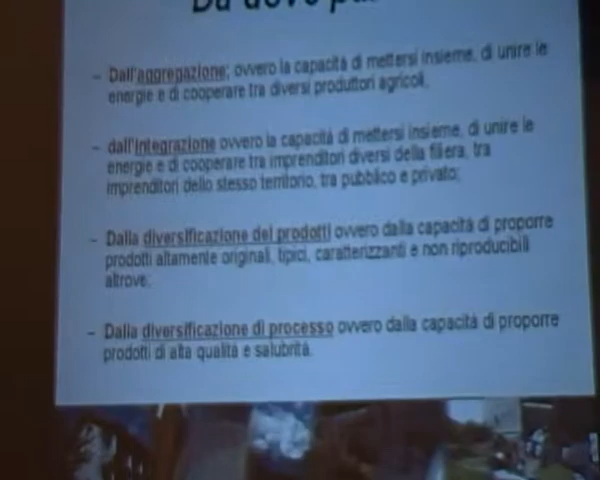 Da dove
– Dall'aggregazione; ovvero la capacità di mettersi insieme, di unire le
energie e di cooperare tra diversi produttori agricoli,
– dall'integrazione ovvero la capacità di mettersi insieme, di unire le
energie e di cooperare tra imprenditori diversi della filiera, tra
imprenditori dello stesso territorio, tra pubblico e privato;
– Dalla diversificazione dei prodotti ovvero dalla capacità di proporre
prodotti altamente originali, tipici, caratterizzanti e non riproducibili
altrove;
– Dalla diversificazione di processo ovvero dalla capacità di proporre
prodotti di alta qualità e salubrità.